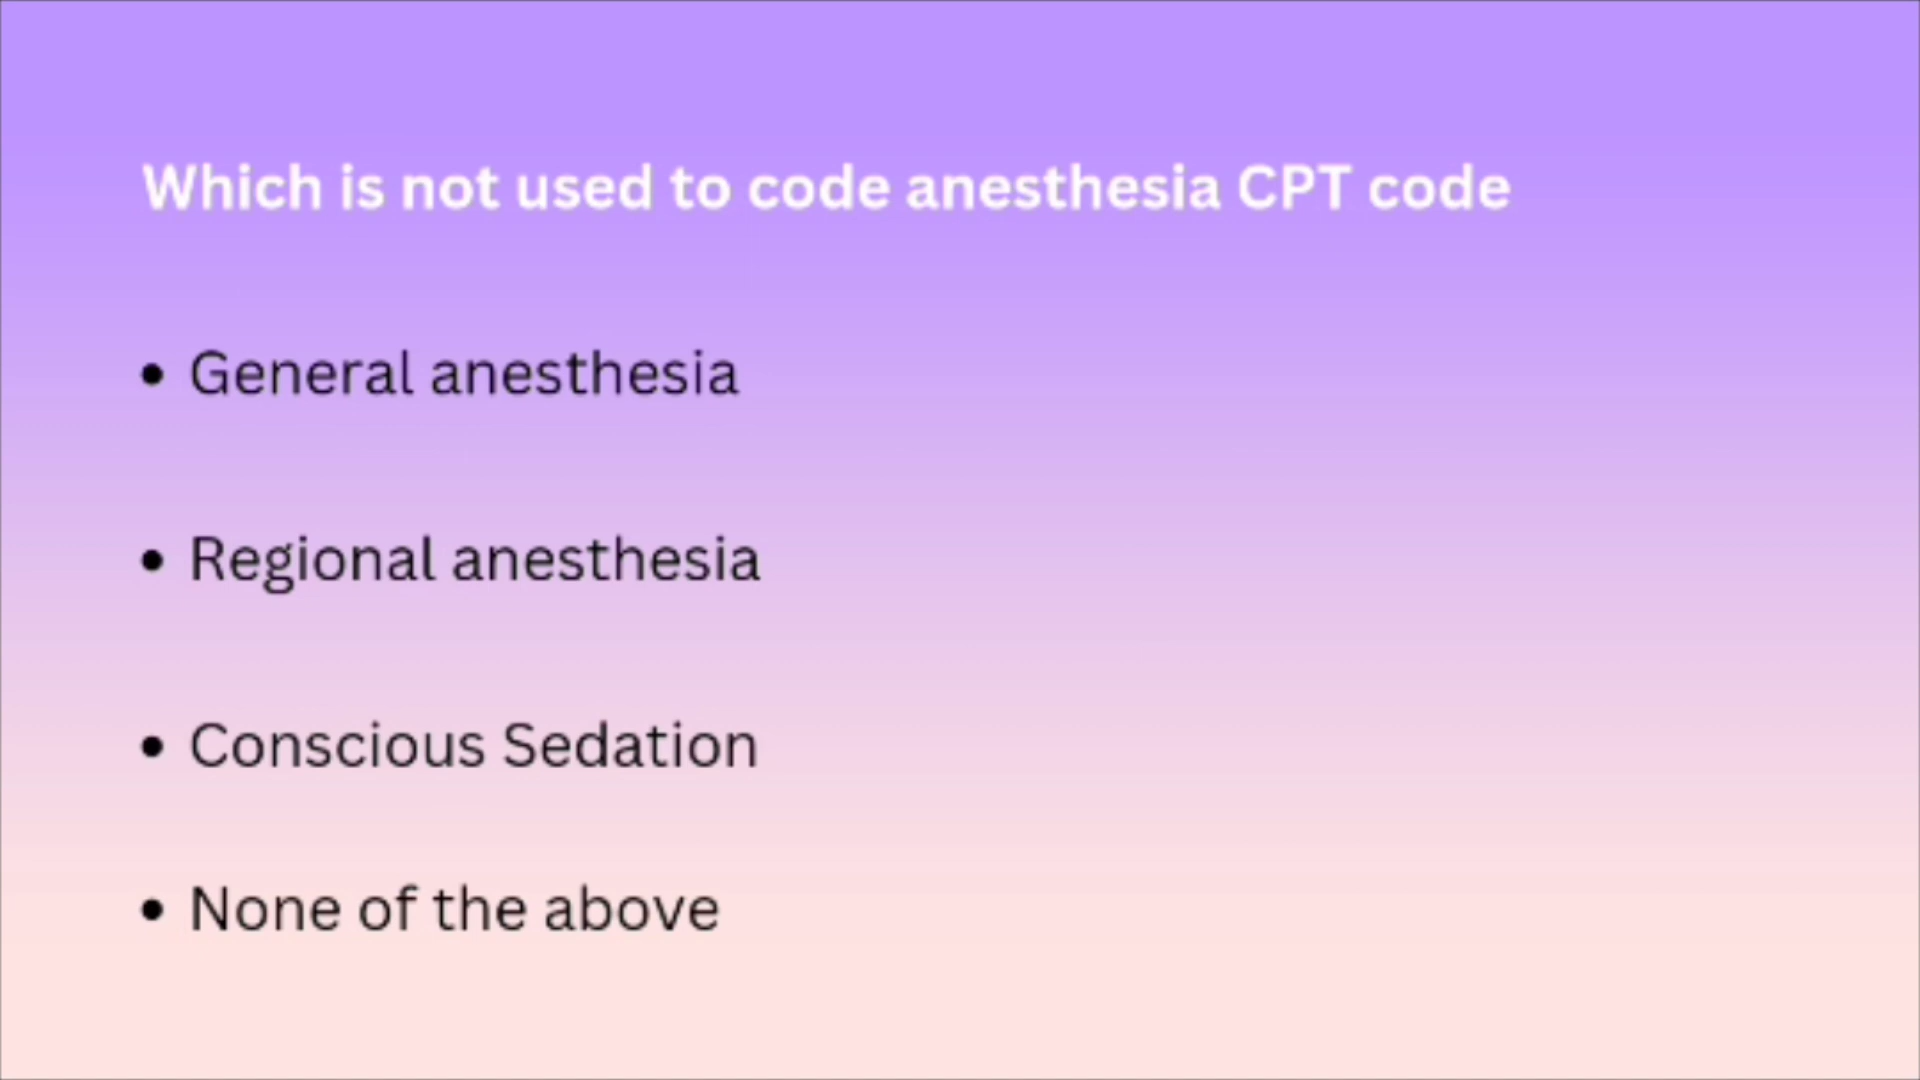 Which is not used to code anesthesia CPT code
• General anesthesia
• Regional anesthesia
• Conscious Sedation
• None of the above